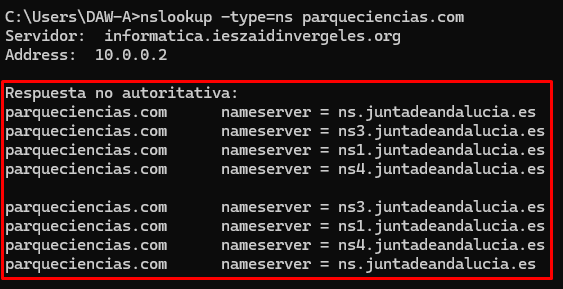 C:\Users\DAW-A>nslookup -type=ns parqueciencias.com
Servidor:  informatica.ieszaidinvergeles.org
Address:  10.0.0.2

Respuesta no autoritativa:
parqueciencias.com      nameserver = ns.juntadeandalucia.es
parqueciencias.com      nameserver = ns3.juntadeandalucia.es
parqueciencias.com      nameserver = ns1.juntadeandalucia.es
parqueciencias.com      nameserver = ns4.juntadeandalucia.es

parqueciencias.com      nameserver = ns3.juntadeandalucia.es
parqueciencias.com      nameserver = ns1.juntadeandalucia.es
parqueciencias.com      nameserver = ns4.juntadeandalucia.es
parqueciencias.com      nameserver = ns.juntadeandalucia.es